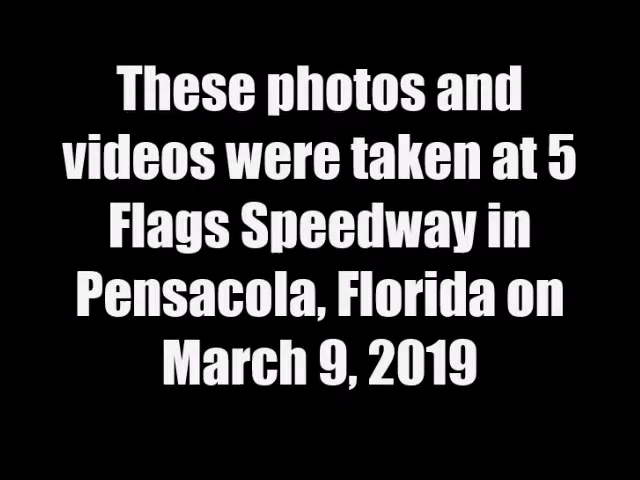 These photos and
videos were taken at 5
Flags Speedway in
Pensacola, Florida on
March 9, 2019